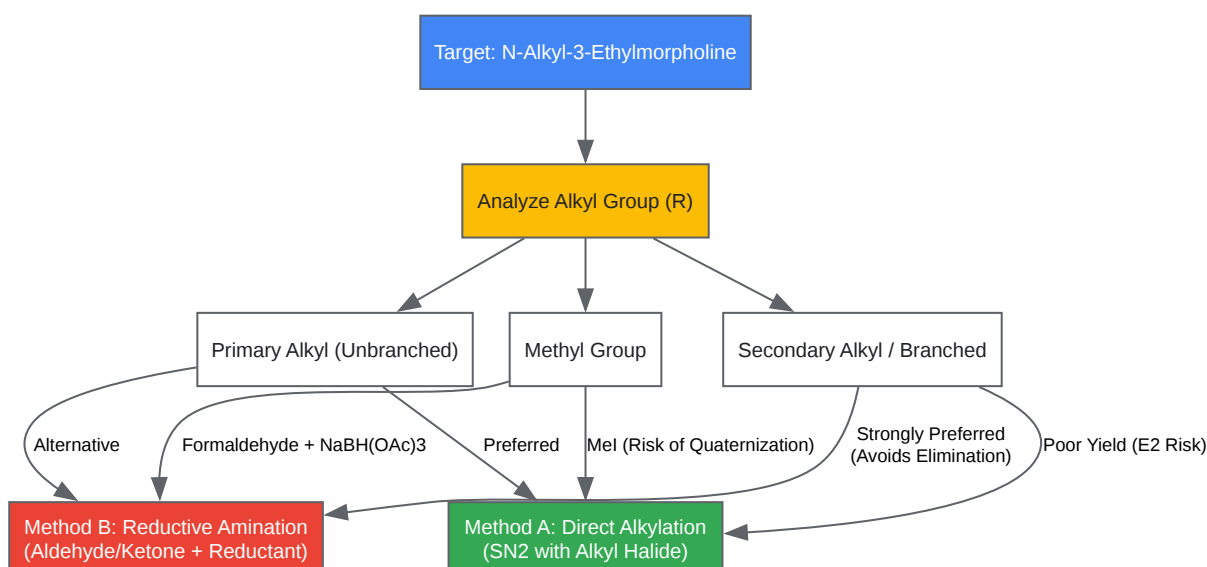 Target: N-Alkyl-3-Ethylmorpholine
Analyze Alkyl Group (R)
Primary Alkyl (Unbranched)
Methyl Group
Secondary Alkyl / Branched
Alternative
Formaldehyde + NaBH(OAc)3
Preferred
MeI (Risk of Quaternization)
Strongly Preferred
(Avoids Elimination)
Poor Yield (E2 Risk)
Method B: Reductive Amination
(Aldehyde/Ketone + Reductant)
Method A: Direct Alkylation
(SN2 with Alkyl Halide)